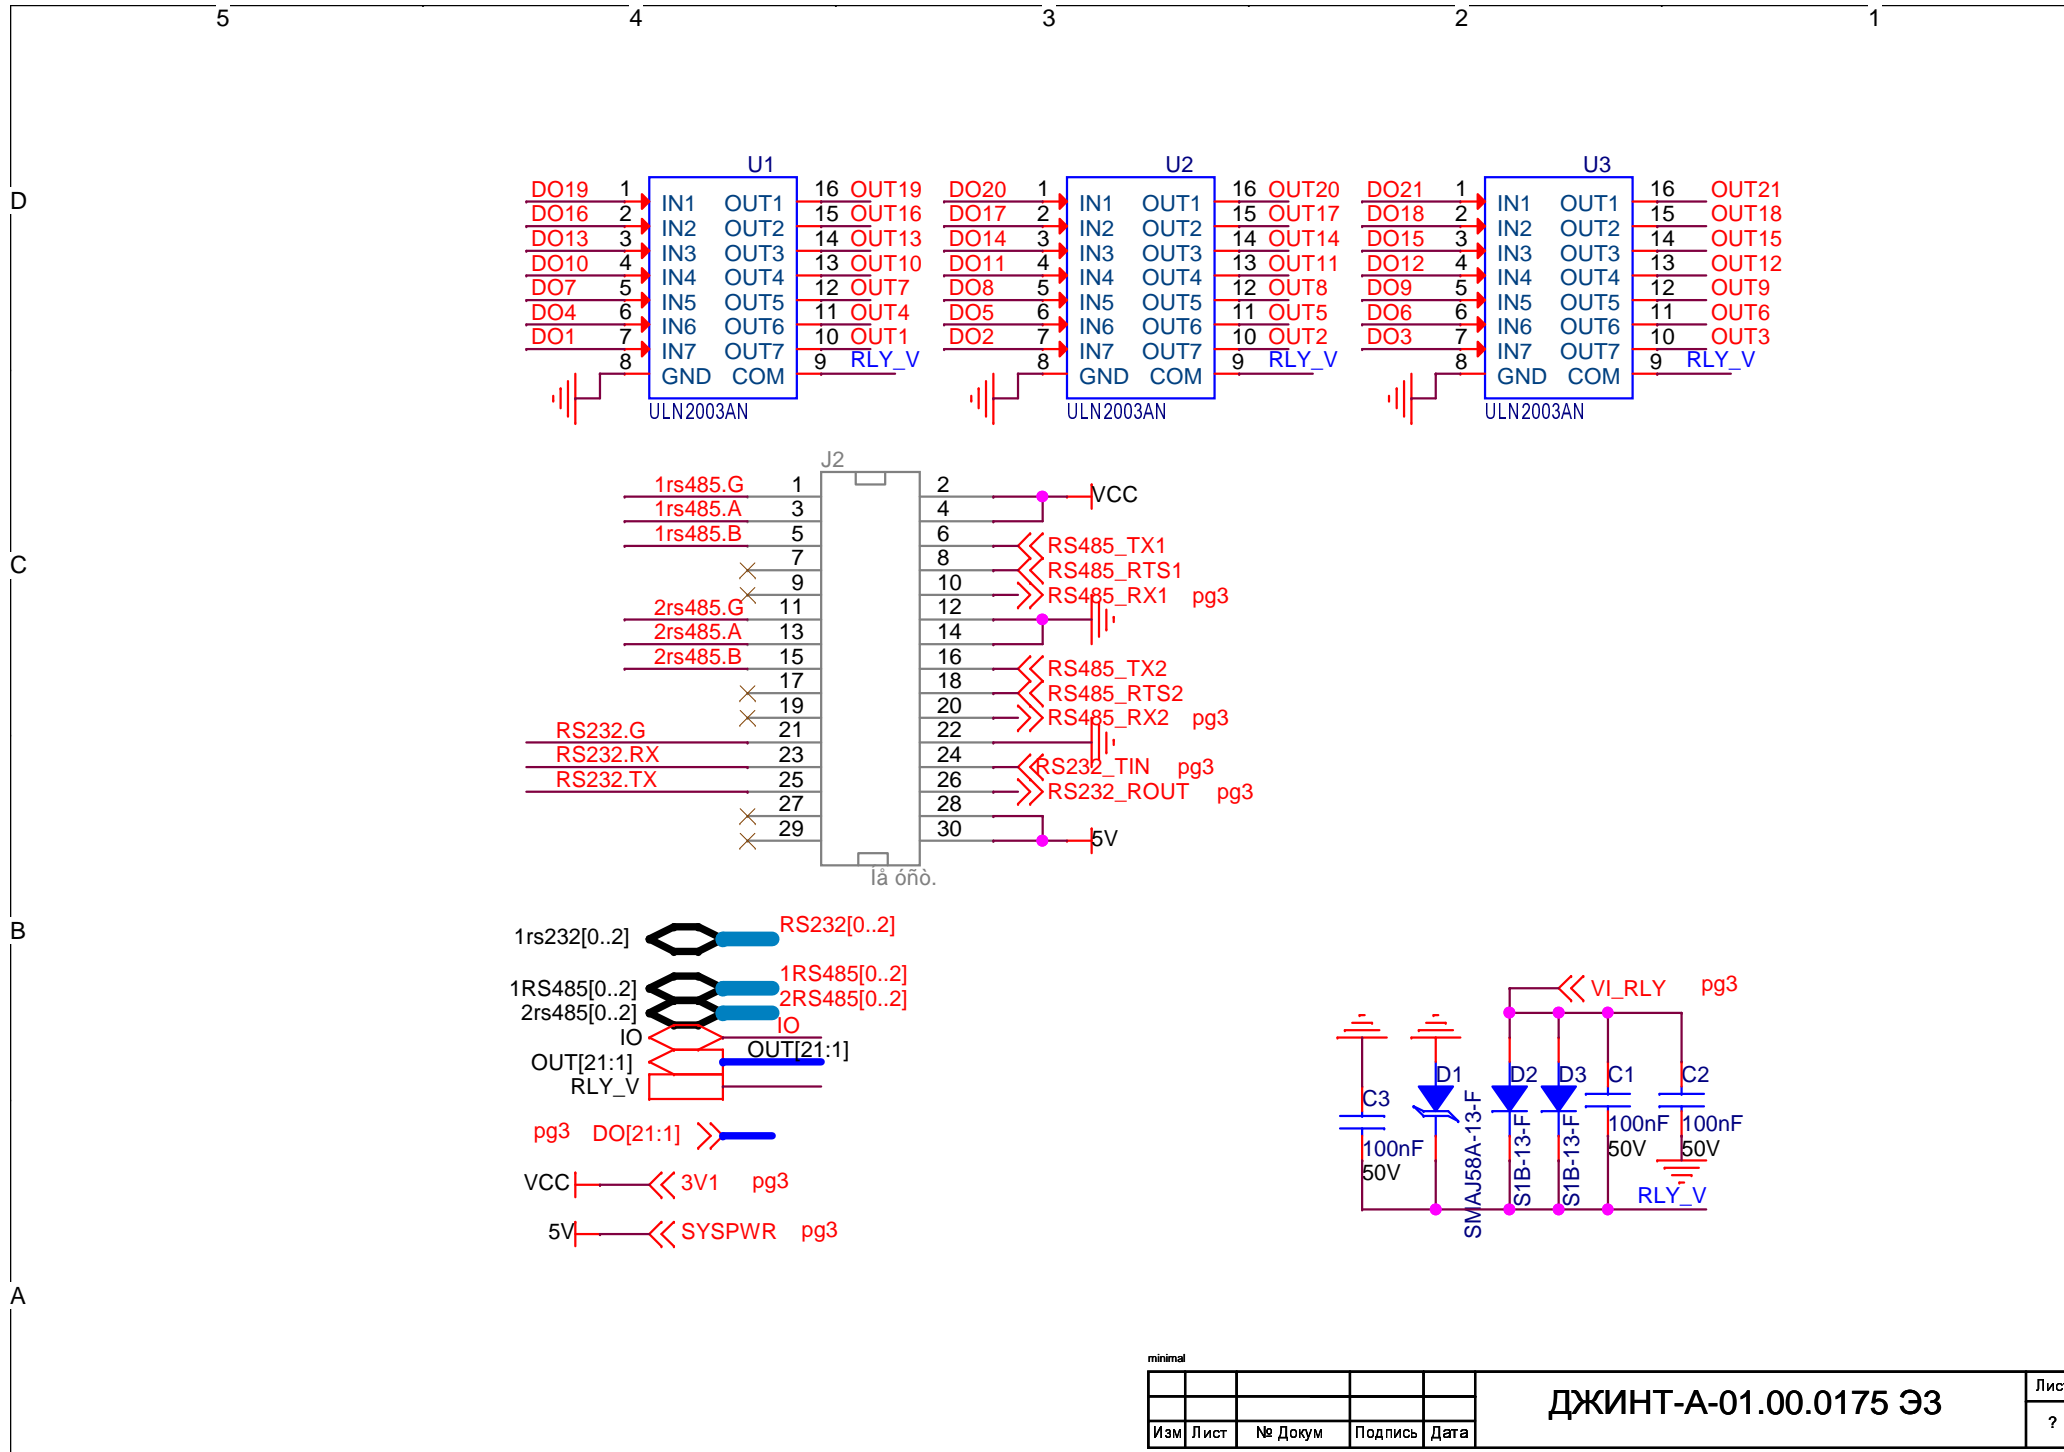 5 4 3 2 1
D
C
B
A
U1
DO19 1 IN1 OUT1 16 OUT19
DO16 2 IN2 OUT2 15 OUT16
DO13 3 IN3 OUT3 14 OUT13
DO10 4 IN4 OUT4 13 OUT10
DO7 5 IN5 OUT5 12 OUT7
DO4 6 IN6 OUT6 11 OUT4
DO1 7 IN7 OUT7 10 OUT1
8 GND COM 9 RLY_V
ULN2003AN
U2
DO20 1 IN1 OUT1 16 OUT20
DO17 2 IN2 OUT2 15 OUT17
DO14 3 IN3 OUT3 14 OUT14
DO11 4 IN4 OUT4 13 OUT11
DO8 5 IN5 OUT5 12 OUT8
DO5 6 IN6 OUT6 11 OUT5
DO2 7 IN7 OUT7 10 OUT2
8 GND COM 9 RLY_V
ULN2003AN
U3
DO21 1 IN1 OUT1 16 OUT21
DO18 2 IN2 OUT2 15 OUT18
DO15 3 IN3 OUT3 14 OUT15
DO12 4 IN4 OUT4 13 OUT12
DO9 5 IN5 OUT5 12 OUT9
DO6 6 IN6 OUT6 11 OUT6
DO3 7 IN7 OUT7 10 OUT3
8 GND COM 9 RLY_V
ULN2003AN
J2
1rs485.G 1 2 VCC
1rs485.A 3 4
1rs485.B 5 6 RS485_TX1
7 8 RS485_RTS1
9 10 RS485_RX1 pg3
2rs485.G 11 12
2rs485.A 13 14
2rs485.B 15 16 RS485_TX2
17 18 RS485_RTS2
19 20 RS485_RX2 pg3
RS232.G 21 22
RS232.RX 23 24 RS232_TIN pg3
RS232.TX 25 26 RS232_ROUT pg3
27 28
29 30 5V
Íå óñò.
1rs232[0..2] RS232[0..2]
1RS485[0..2] 1RS485[0..2]
2rs485[0..2] 2RS485[0..2]
IO IO
OUT[21:1] OUT[21:1]
RLY_V
pg3 DO[21:1]
VCC 3V1 pg3
5V SYSPWR pg3
VI_RLY pg3
C3
100nF
50V
D1
SMAJ58A-13-F
D2
S1B-13-F
D3
S1B-13-F
C1
100nF
50V
C2
100nF
50V
RLY_V
minimal
Изм Лист № Докум Подпись Дата
ДЖИНТ-А-01.00.0175 ЭЗ
Лист
?